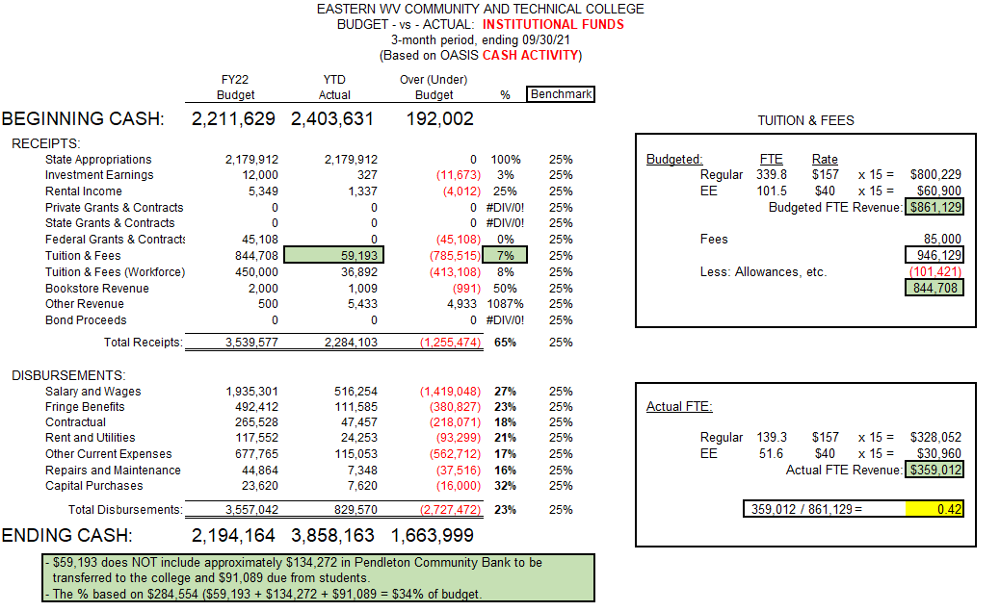 EASTERN WV COMMUNITY AND TECHNICAL COLLEGE
BUDGET - vs - ACTUAL: INSTITUTIONAL FUNDS
3-month period, ending 09/30/21
(Based on OASIS CASH ACTIVITY)
FY22 YTD Over (Under)
Budget Actual Budget % Benchmark
BEGINNING CASH: 2,211,629 2,403,631 192,002
RECEIPTS:
State Appropriations 2,179,912 2,179,912 0 100% 25%
Investment Earnings 12,000 327 (11,673) 3% 25%
Rental Income 5,349 1,337 (4,012) 25% 25%
Private Grants & Contracts 0 0 0 #DIV/0! 25%
State Grants & Contracts 0 0 0 #DIV/0! 25%
Federal Grants & Contracts 45,108 0 (45,108) 0% 25%
Tuition & Fees 844,708 59,193 (785,515) 7% 25%
Tuition & Fees (Workforce) 450,000 36,892 (413,108) 8% 25%
Bookstore Revenue 2,000 1,009 (991) 50% 25%
Other Revenue 500 5,433 4,933 1087% 25%
Bond Proceeds 0 0 0 #DIV/0! 25%
Total Receipts: 3,539,577 2,284,103 (1,255,474) 65% 25%
DISBURSEMENTS:
Salary and Wages 1,935,301 516,254 (1,419,048) 27% 25%
Fringe Benefits 492,412 111,585 (380,827) 23% 25%
Contractual 265,528 47,457 (218,071) 18% 25%
Rent and Utilities 117,552 24,253 (93,299) 21% 25%
Other Current Expenses 677,765 115,053 (562,712) 17% 25%
Repairs and Maintenance 44,864 7,348 (37,516) 16% 25%
Capital Purchases 23,620 7,620 (16,000) 32% 25%
Total Disbursements: 3,557,042 829,570 (2,727,472) 23% 25%
ENDING CASH: 2,194,164 3,858,163 1,663,999
- $59,193 does NOT include approximately $134,272 in Pendleton Community Bank to be
transferred to the college and $91,089 due from students.
- The % based on $284,554 ($59,193 + $134,272 + $91,089 = $34% of budget.
TUITION & FEES
Budgeted: FTE Rate
Regular 339.8 $157 x 15 = $800,229
EE 101.5 $40 x 15 = $60,900
Budgeted FTE Revenue: $861,129
Fees 85,000
946,129
Less: Allowances, etc. (101,421)
844,708
Actual FTE:
Regular 139.3 $157 x 15 = $328,052
EE 51.6 $40 x 15 = $30,960
Actual FTE Revenue: $359,012
359,012 / 861,129 = 0.42